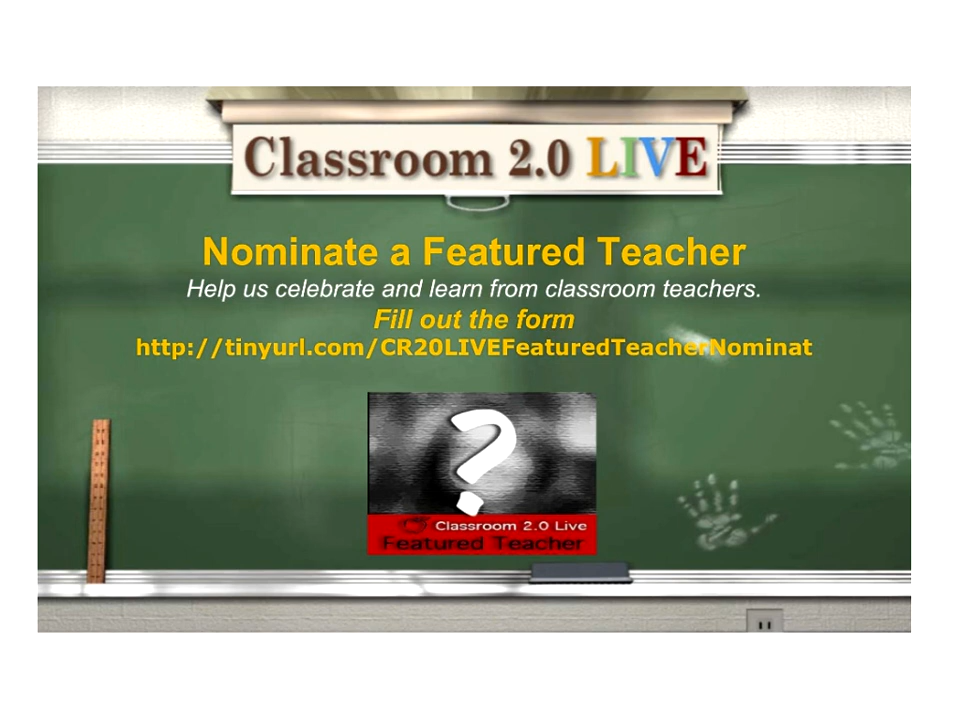 Classroom 2.0 LIVE
Nominate a Featured Teacher
Help us celebrate and learn from classroom teachers.
Fill out the form
http://tinyurl.com/CR20LIVEFeaturedTeacherNominat
?
Classroom 2.0 Live
Featured Teacher